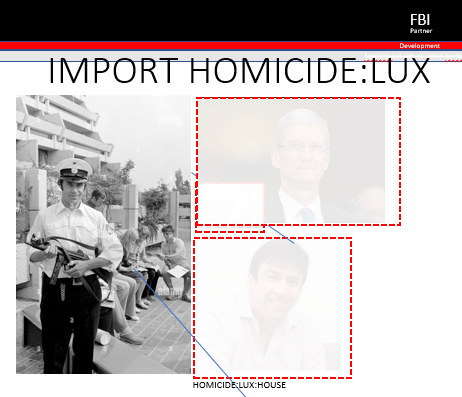 FBI
Partner
Development
IMPORT HOMICIDE:LUX
HOMICIDE:LUX:HOUSE